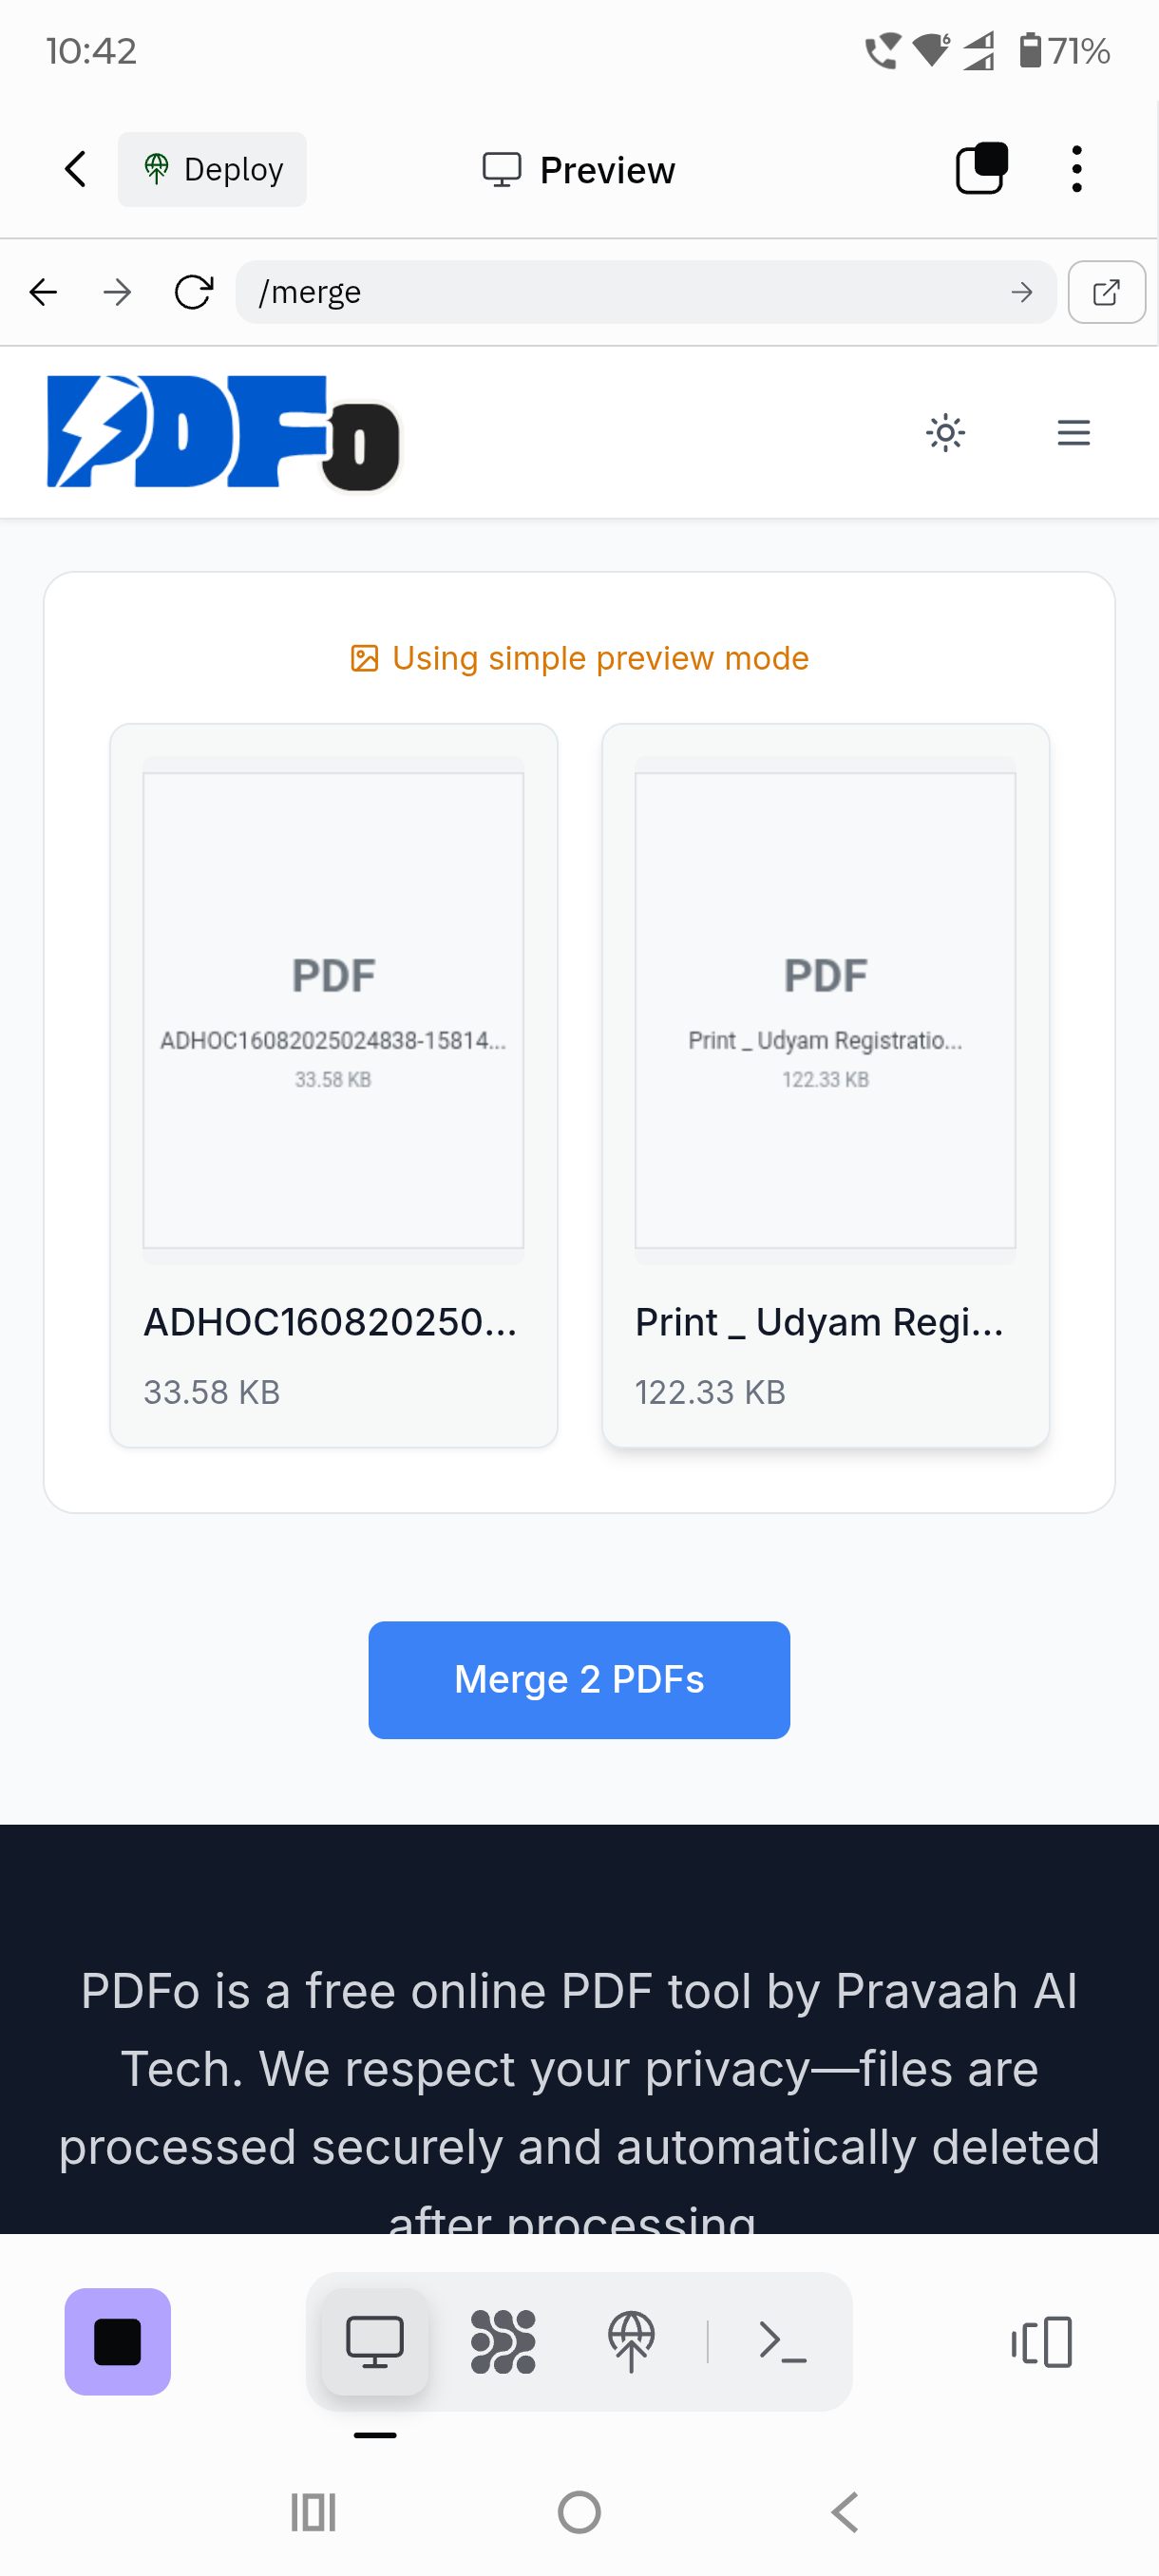 10:42
6
71%
Deploy
Preview
/merge
PDFo
Using simple preview mode
PDF
ADHOC16082025024838-15814...
33.58 KB
ADHOC160820250...
33.58 KB
PDF
Print _ Udyam Registratio...
122.33 KB
Print _ Udyam Regi...
122.33 KB
Merge 2 PDFs
PDFo is a free online PDF tool by Pravaah AI
Tech. We respect your privacy—files are
processed securely and automatically deleted
after processing